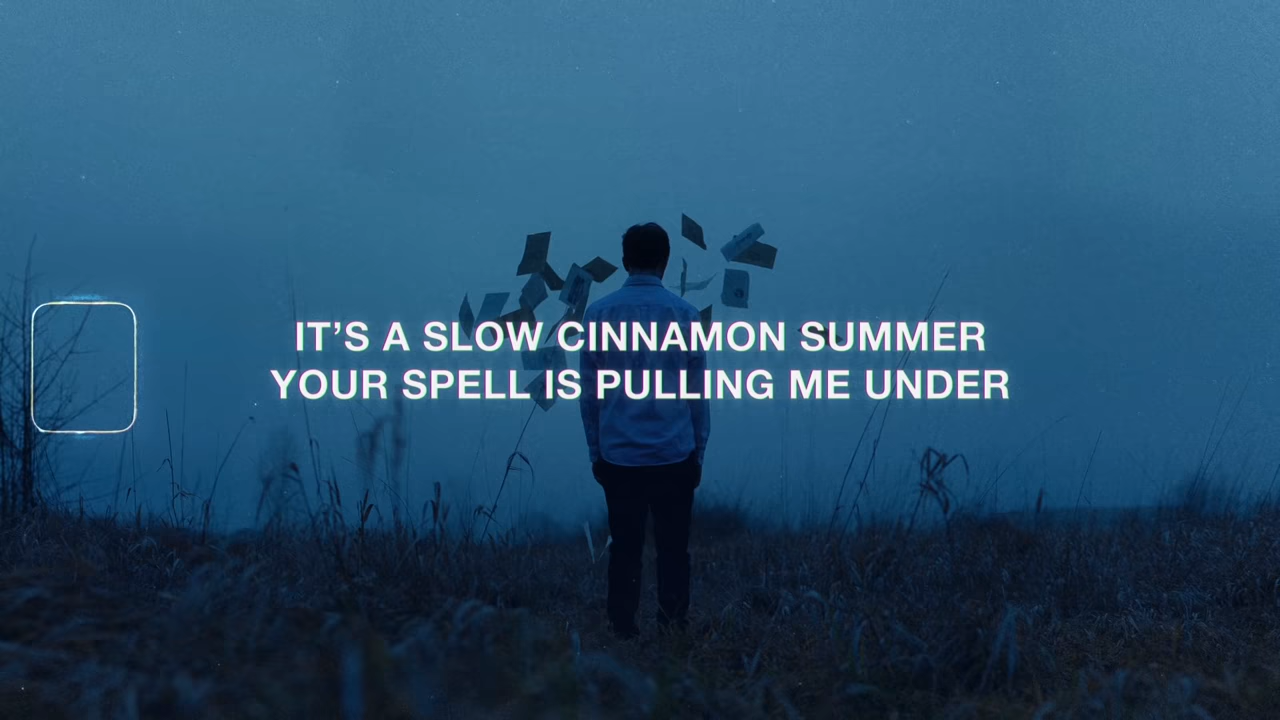 IT’S A SLOW CINNAMON SUMMER
YOUR SPELL IS PULLING ME UNDER